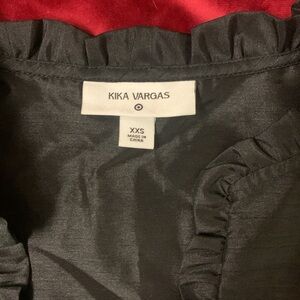 KIKA VARGAS
XXS
MADE IN
CHINA